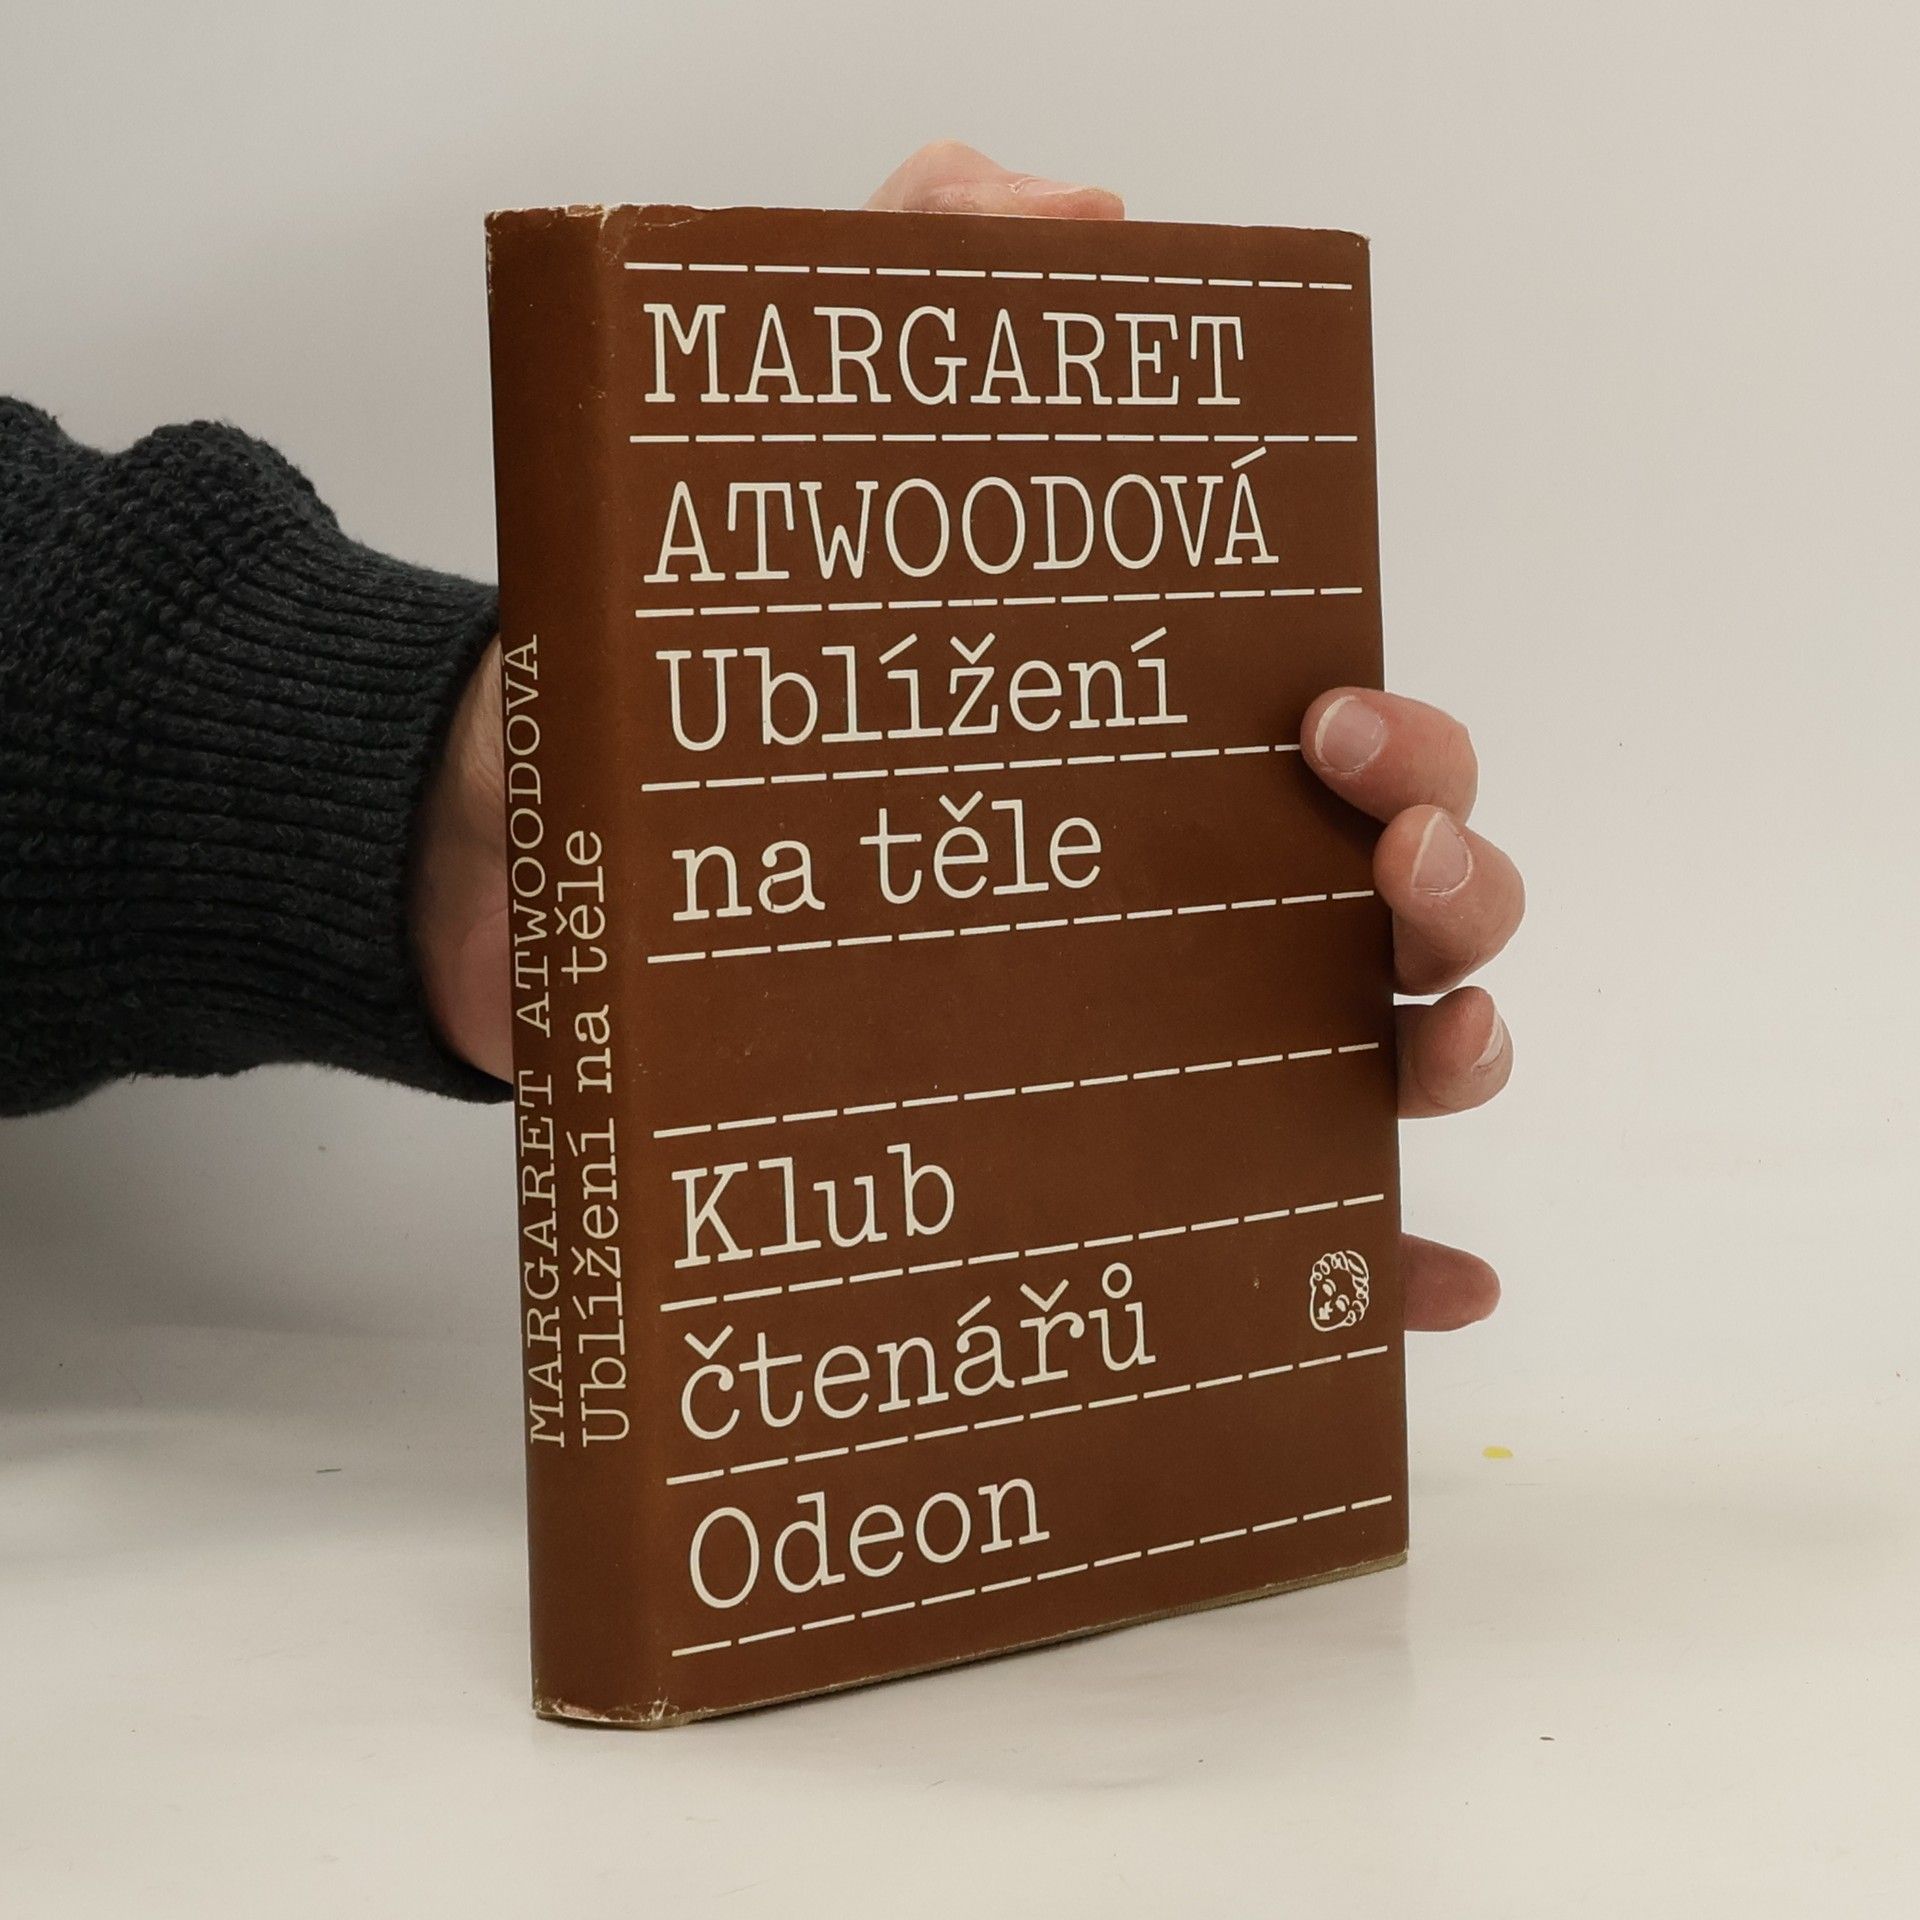 MARGARET
ATWOODOVÁ
Ublížení
na těle
Klub
čtenářů
Odeon
MARGARET ATWOODOVÁ
Ublížení na těle